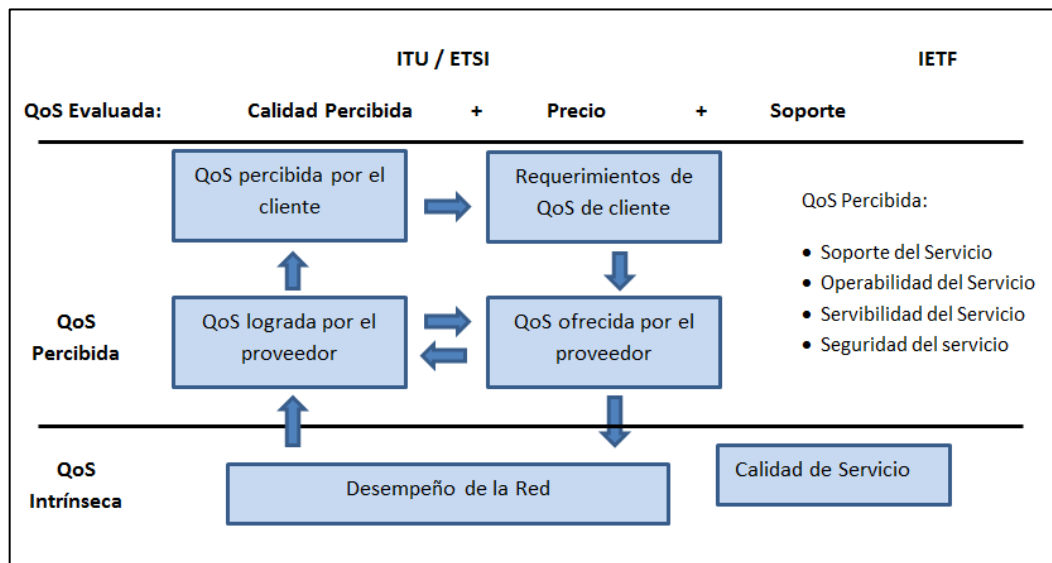 ITU / ETSI IETF
QoS Evaluada: Calidad Percibida + Precio + Soporte
QoS percibida por el
cliente
Requerimientos de
QoS de cliente
QoS Percibida:
• Soporte del Servicio
• Operabilidad del Servicio
• Servibilidad del Servicio
• Seguridad del servicio
QoS
Percibida
QoS lograda por el
proveedor
QoS ofrecida por el
proveedor
QoS
Intrínseca
Desempeño de la Red
Calidad de Servicio